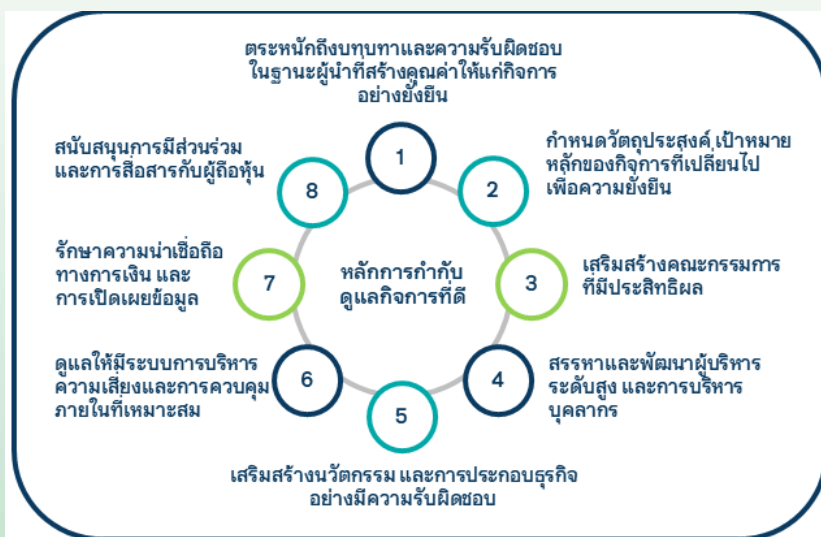 ตระหนักถึงบทบทาและความรับผิดชอบ
ในฐานะผู้นำที่สร้างคุณค่าให้แก่กิจการ
อย่างยั่งยืน
1
กำหนดวัตถุประสงค์ เป้าหมาย
หลักของกิจการที่เปลี่ยนไป
เพื่อความยั่งยืน
2
เสริมสร้างคณะกรรมการ
ที่มีประสิทธิผล
3
สรรหาและพัฒนาผู้บริหาร
ระดับสูง และการบริหาร
บุคลากร
4
5
เสริมสร้างนวัตกรรม และการประกอบธุรกิจ
อย่างมีความรับผิดชอบ
ดูแลให้มีระบบการบริหาร
ความเสี่ยงและการควบคุม
ภายในที่เหมาะสม
6
รักษาความน่าเชื่อถือ
ทางการเงิน และ
การเปิดเผยข้อมูล
7
สนับสนุนการมีส่วนร่วม
และการสื่อสารกับผู้ถือหุ้น
8
หลักการกำกับ
ดูแลกิจการที่ดี